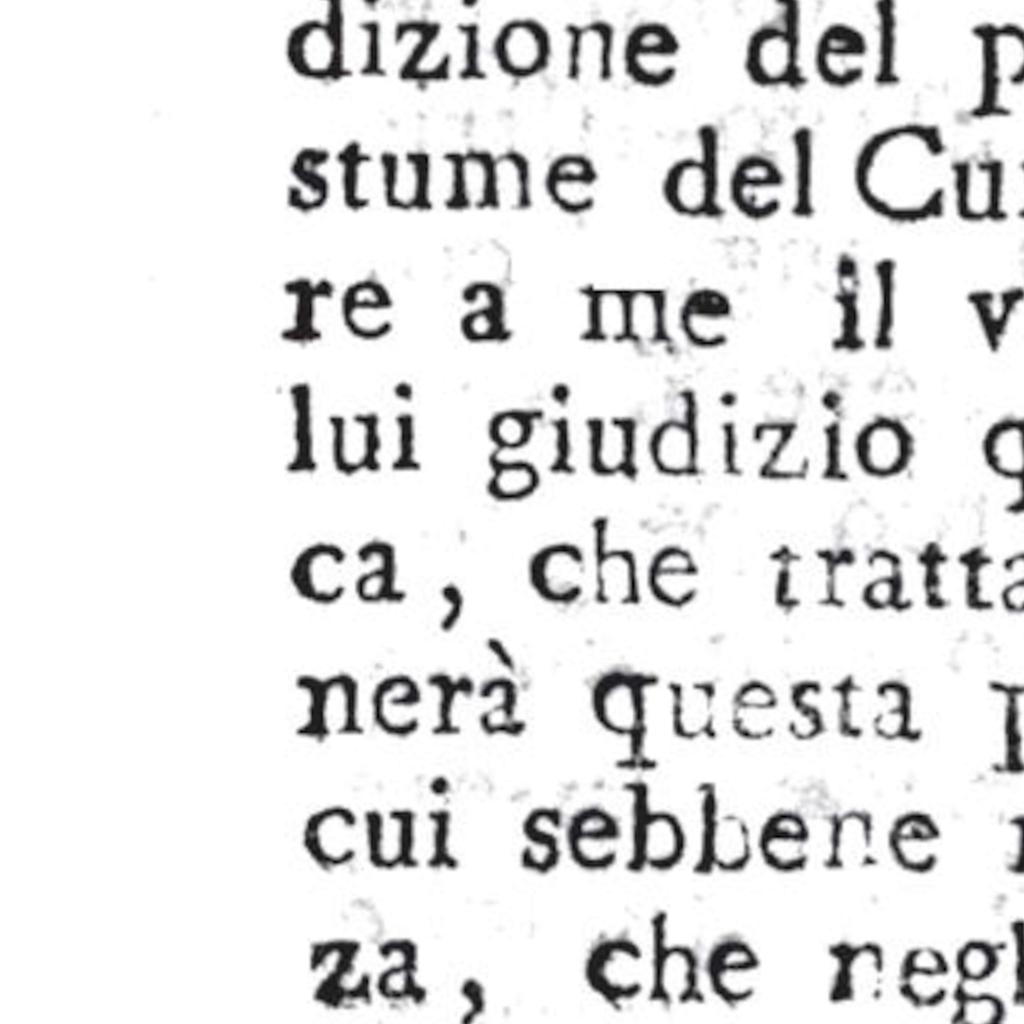 dizione del p
stume del Cu
re a me il v
lui giudizio q
ca, che tratta
nerà questa p
cui sebbene
za, che negl